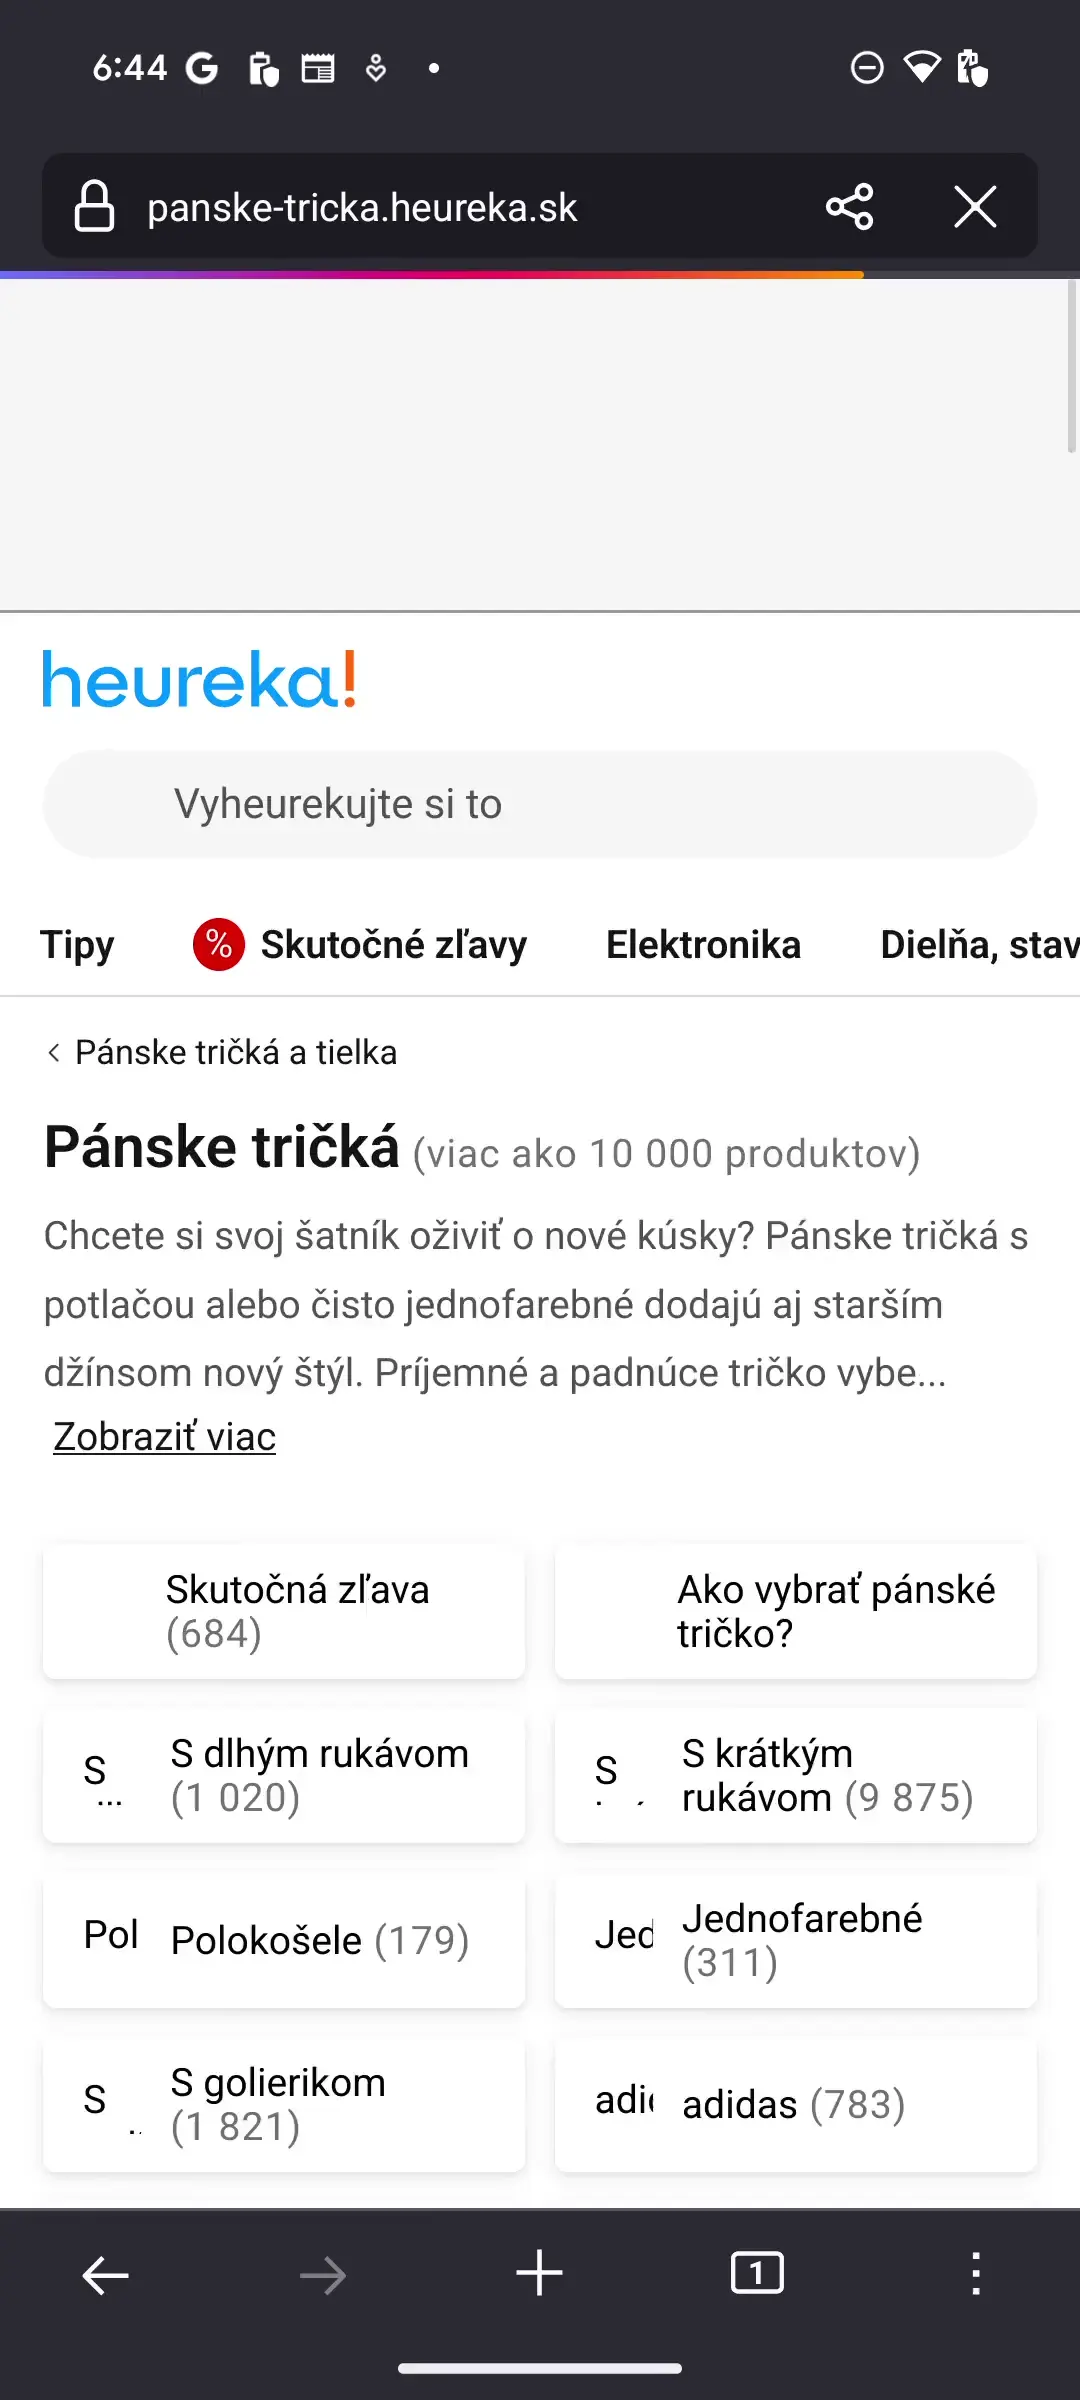 6:44
panske-tricka.heureka.sk
heureka!
Vyheurekujte si to
Tipy % Skutočné zľavy Elektronika Dielňa, stav
Pánske tričká a tielka
Pánske tričká (viac ako 10 000 produktov)
Chcete si svoj šatník oživiť o nové kúsky? Pánske tričká s
potlačou alebo čisto jednofarebné dodajú aj starším
džínsom nový štýl. Príjemné a padnúce tričko vybe...
Zobraziť viac
Skutočná zľava
(684)
Ako vybrať pánské
tričko?
S
...
S dlhým rukávom
(1 020)
S
S krátkým
rukávom (9 875)
Pol
Polokošele (179)
Jed
Jednofarebné
(311)
S
S golierikom
(1 821)
adi
adidas (783)
1